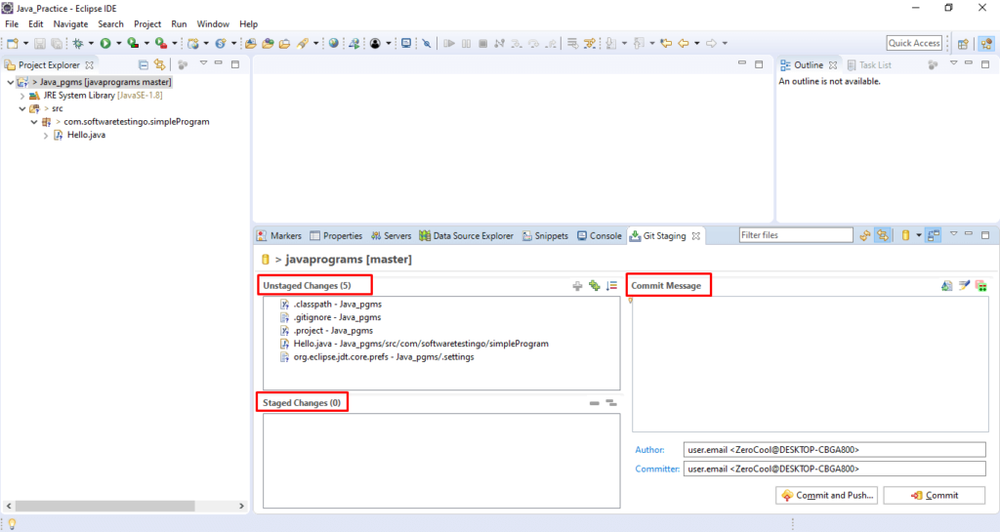 Java_Practice - Eclipse IDE
File Edit Navigate Search Project Run Window Help
Quick Access
Project Explorer
> Java_pgms [javaprograms master]
JRE System Library [JavaSE-1.8]
> src
> com.softwaretestingo.simpleProgram
Hello.java
Outline Task List
An outline is not available.
Markers Properties Servers Data Source Explorer Snippets Console Git Staging Filter files
> javaprograms [master]
Unstaged Changes (5)
.classpath - Java_pgms
.gitignore - Java_pgms
.project - Java_pgms
Hello.java - Java_pgms/src/com/softwaretestingo/simpleProgram
org.eclipse.jdt.core.prefs - Java_pgms/.settings
Staged Changes (0)
Commit Message
Author: user.email <ZeroCool@DESKTOP-CBGA800>
Committer: user.email <ZeroCool@DESKTOP-CBGA800>
Commit and Push... Commit